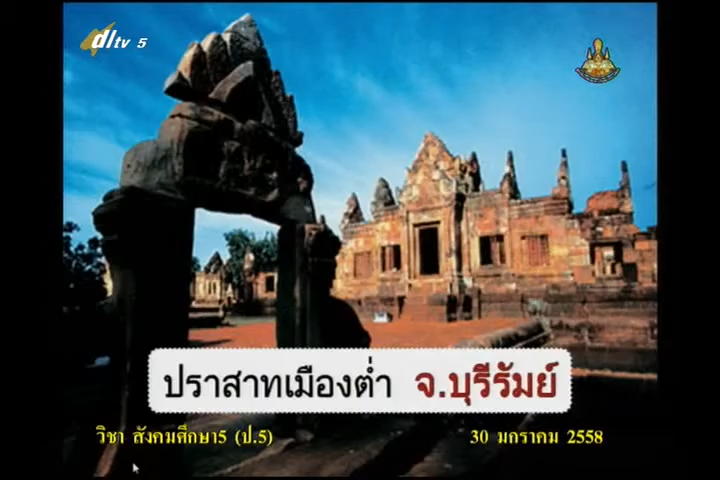 dltv 5
ปราสาทเมืองต่ำ จ.บุรีรัมย์
วิชา สังคมศึกษา5 (ป.5)
30 มกราคม 2558